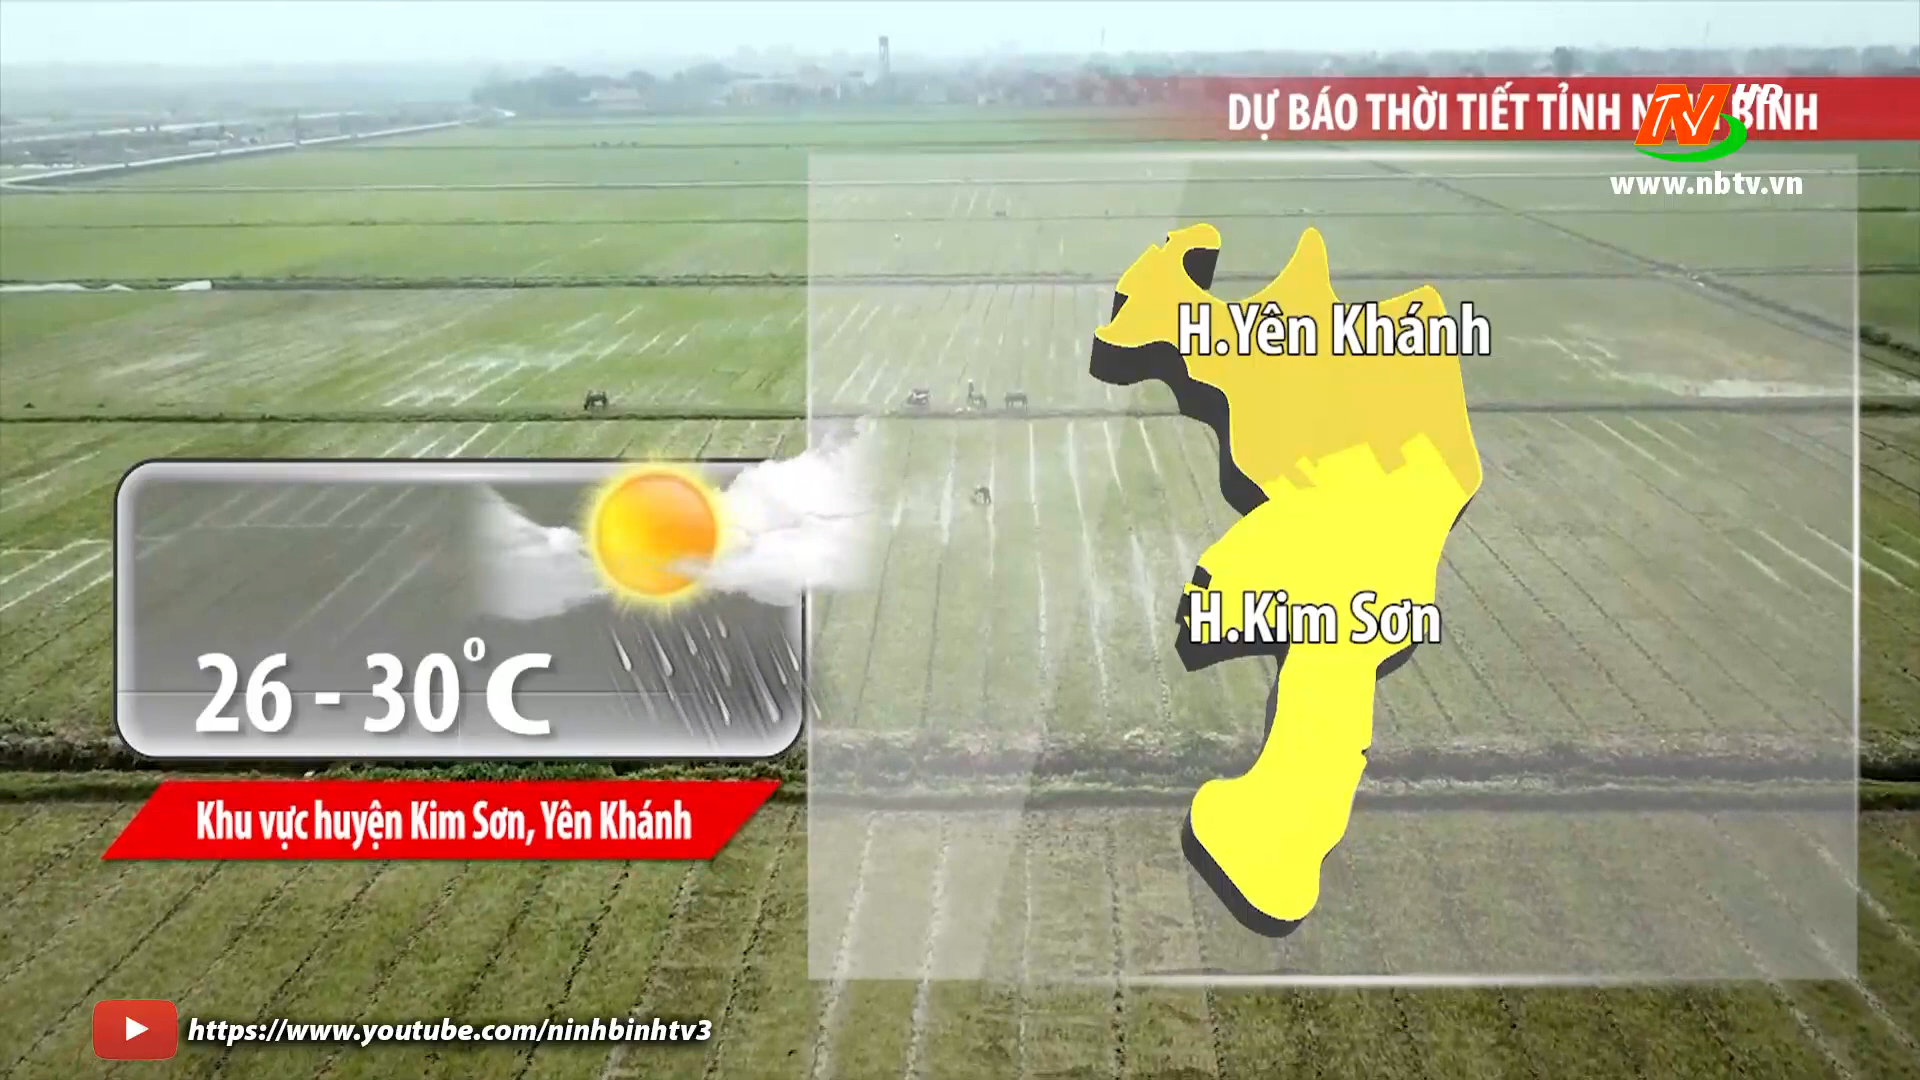 DỰ BÁO THỜI TIẾT TỈNH BÌNH
HD
www.nbtv.vn
H.Yên Khánh
H.Kim Sơn
26 - 30°C
Khu vực huyện Kim Sơn, Yên Khánh
https://www.youtube.com/ninhbinhtv3